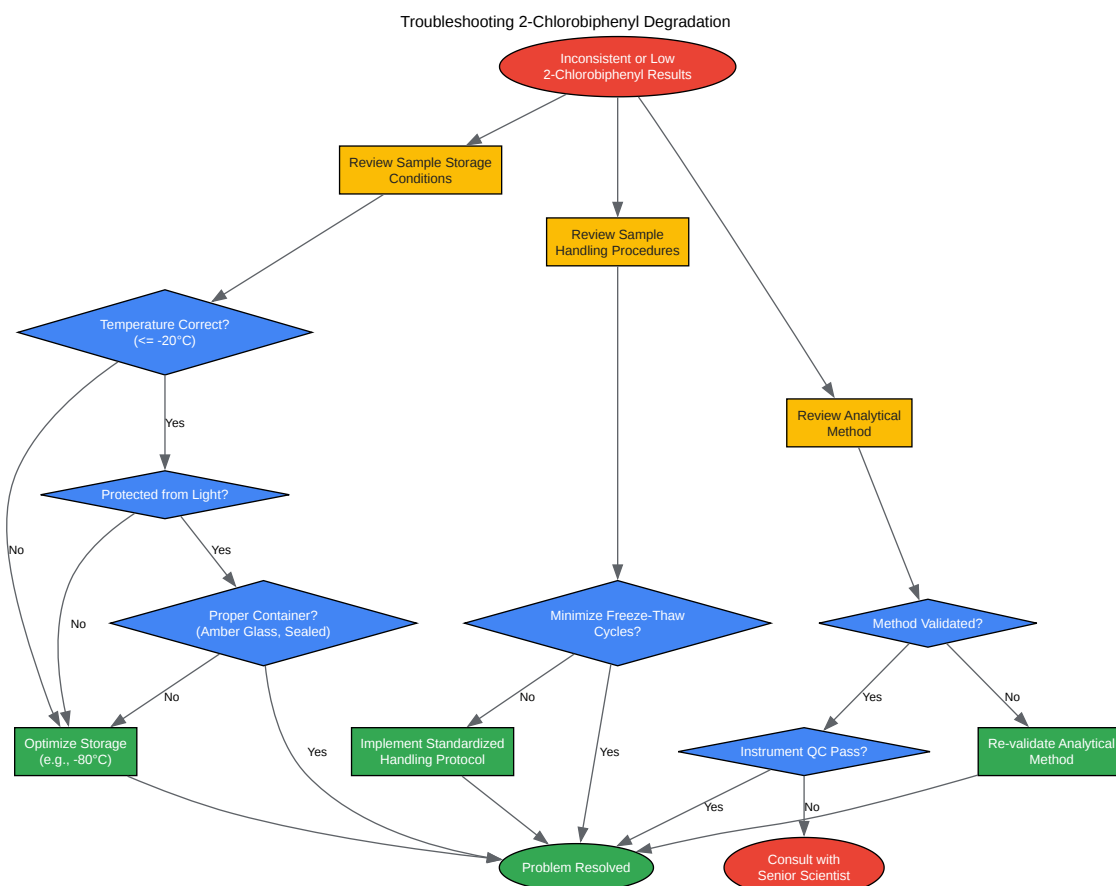 Troubleshooting 2-Chlorobiphenyl Degradation
Inconsistent or Low
2-Chlorobiphenyl Results
Review Sample Storage
Conditions
Review Sample
Handling Procedures
Temperature Correct?
(<= -20°C)
Review Analytical
Method
Yes
Protected from Light?
No
Yes
No
Proper Container?
(Amber Glass, Sealed)
Minimize Freeze-Thaw
Cycles?
Method Validated?
No
No
Yes
No
Optimize Storage
(e.g., -80°C)
Yes
Implement Standardized
Handling Protocol
Yes
Instrument QC Pass?
Re-validate Analytical
Method
Yes
No
Problem Resolved
Consult with
Senior Scientist